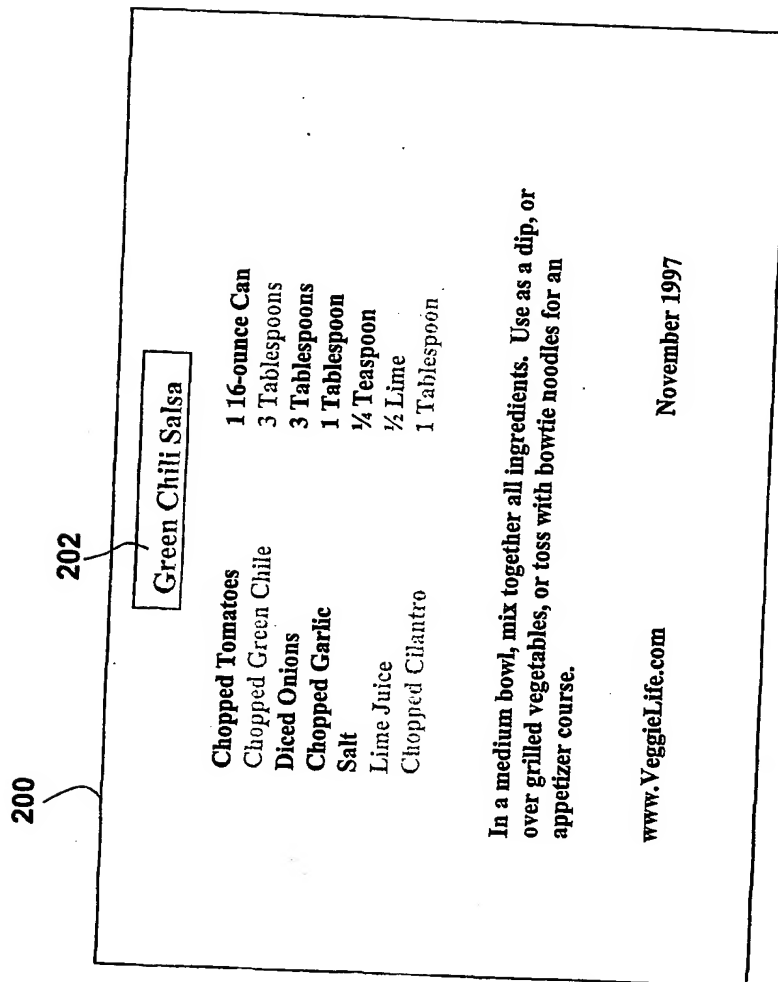 200
202
Green Chili Salsa
Chopped Tomatoes 1 16-ounce Can
Chopped Green Chile 3 Tablespoons
Diced Onions 3 Tablespoons
Chopped Garlic 1 Tablespoon
Salt ¼ Teaspoon
Lime Juice ½ Lime
Chopped Cilantro 1 Tablespoon
In a medium bowl, mix together all ingredients. Use as a dip, or
over grilled vegetables, or toss with bowtie noodles for an
appetizer course.
www.VeggieLife.com November 1997